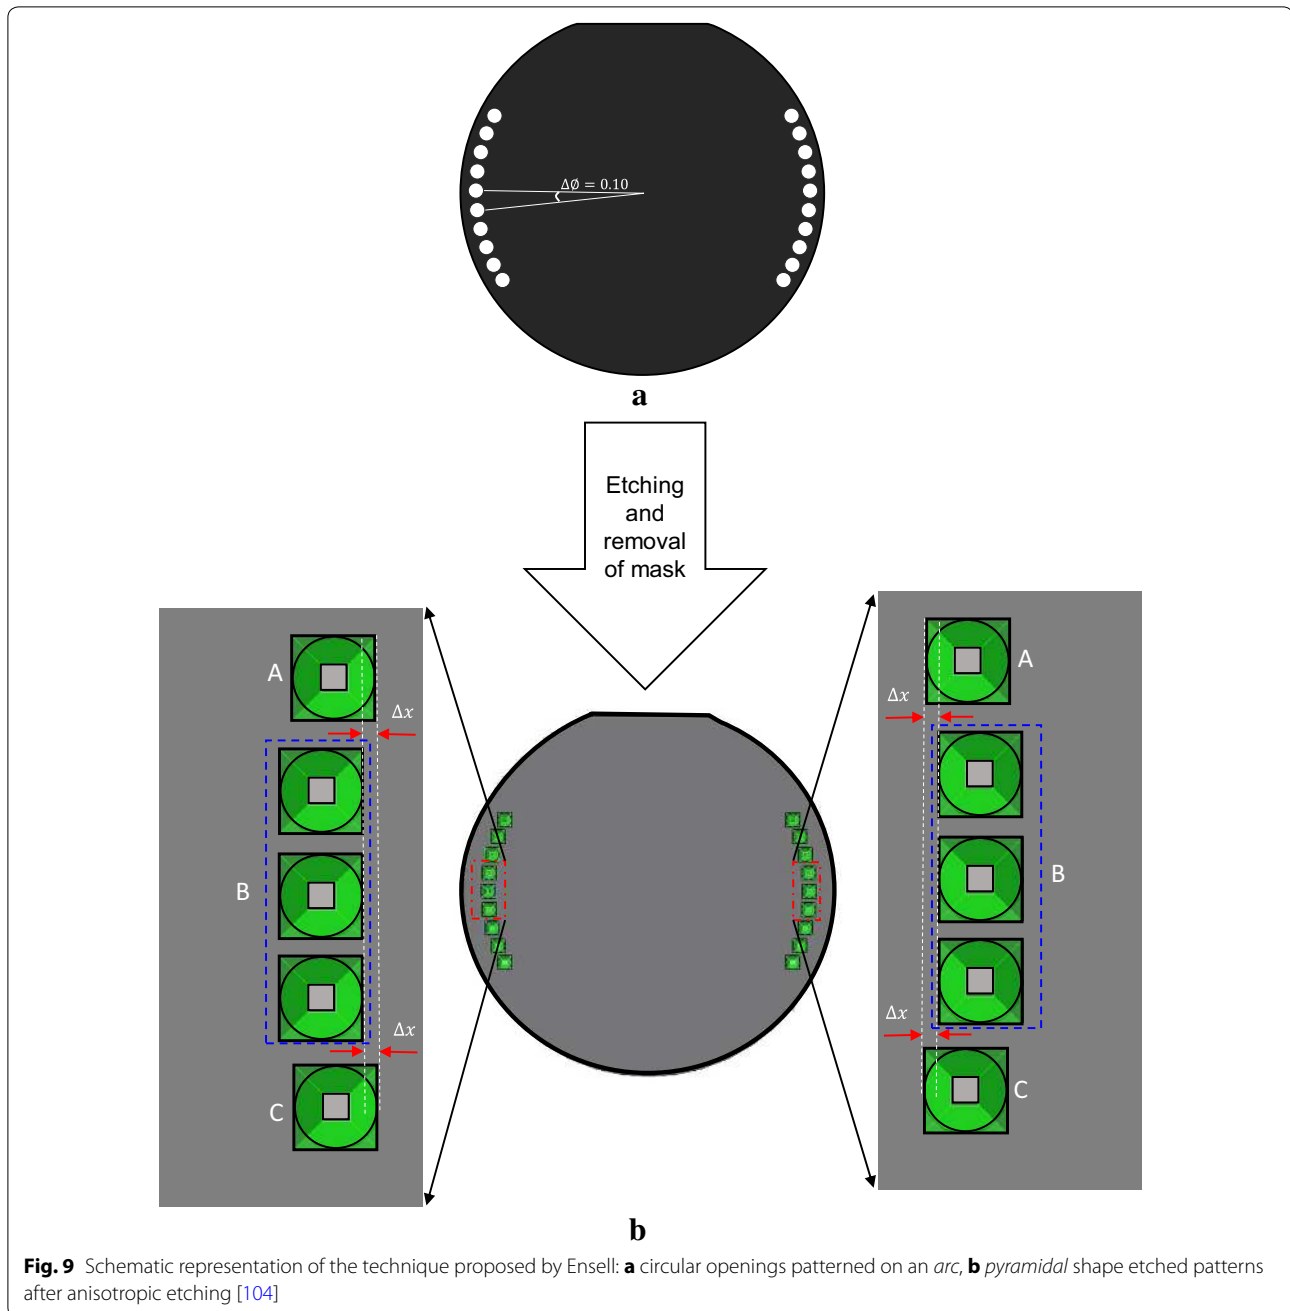 Δø = 0.10
a
Etching
and
removal
of mask
A
Δx
B
Δx
C
A
Δx
B
Δx
C
b
Fig. 9 Schematic representation of the technique proposed by Ensell: a circular openings patterned on an arc, b pyramidal shape etched patterns
after anisotropic etching [104]